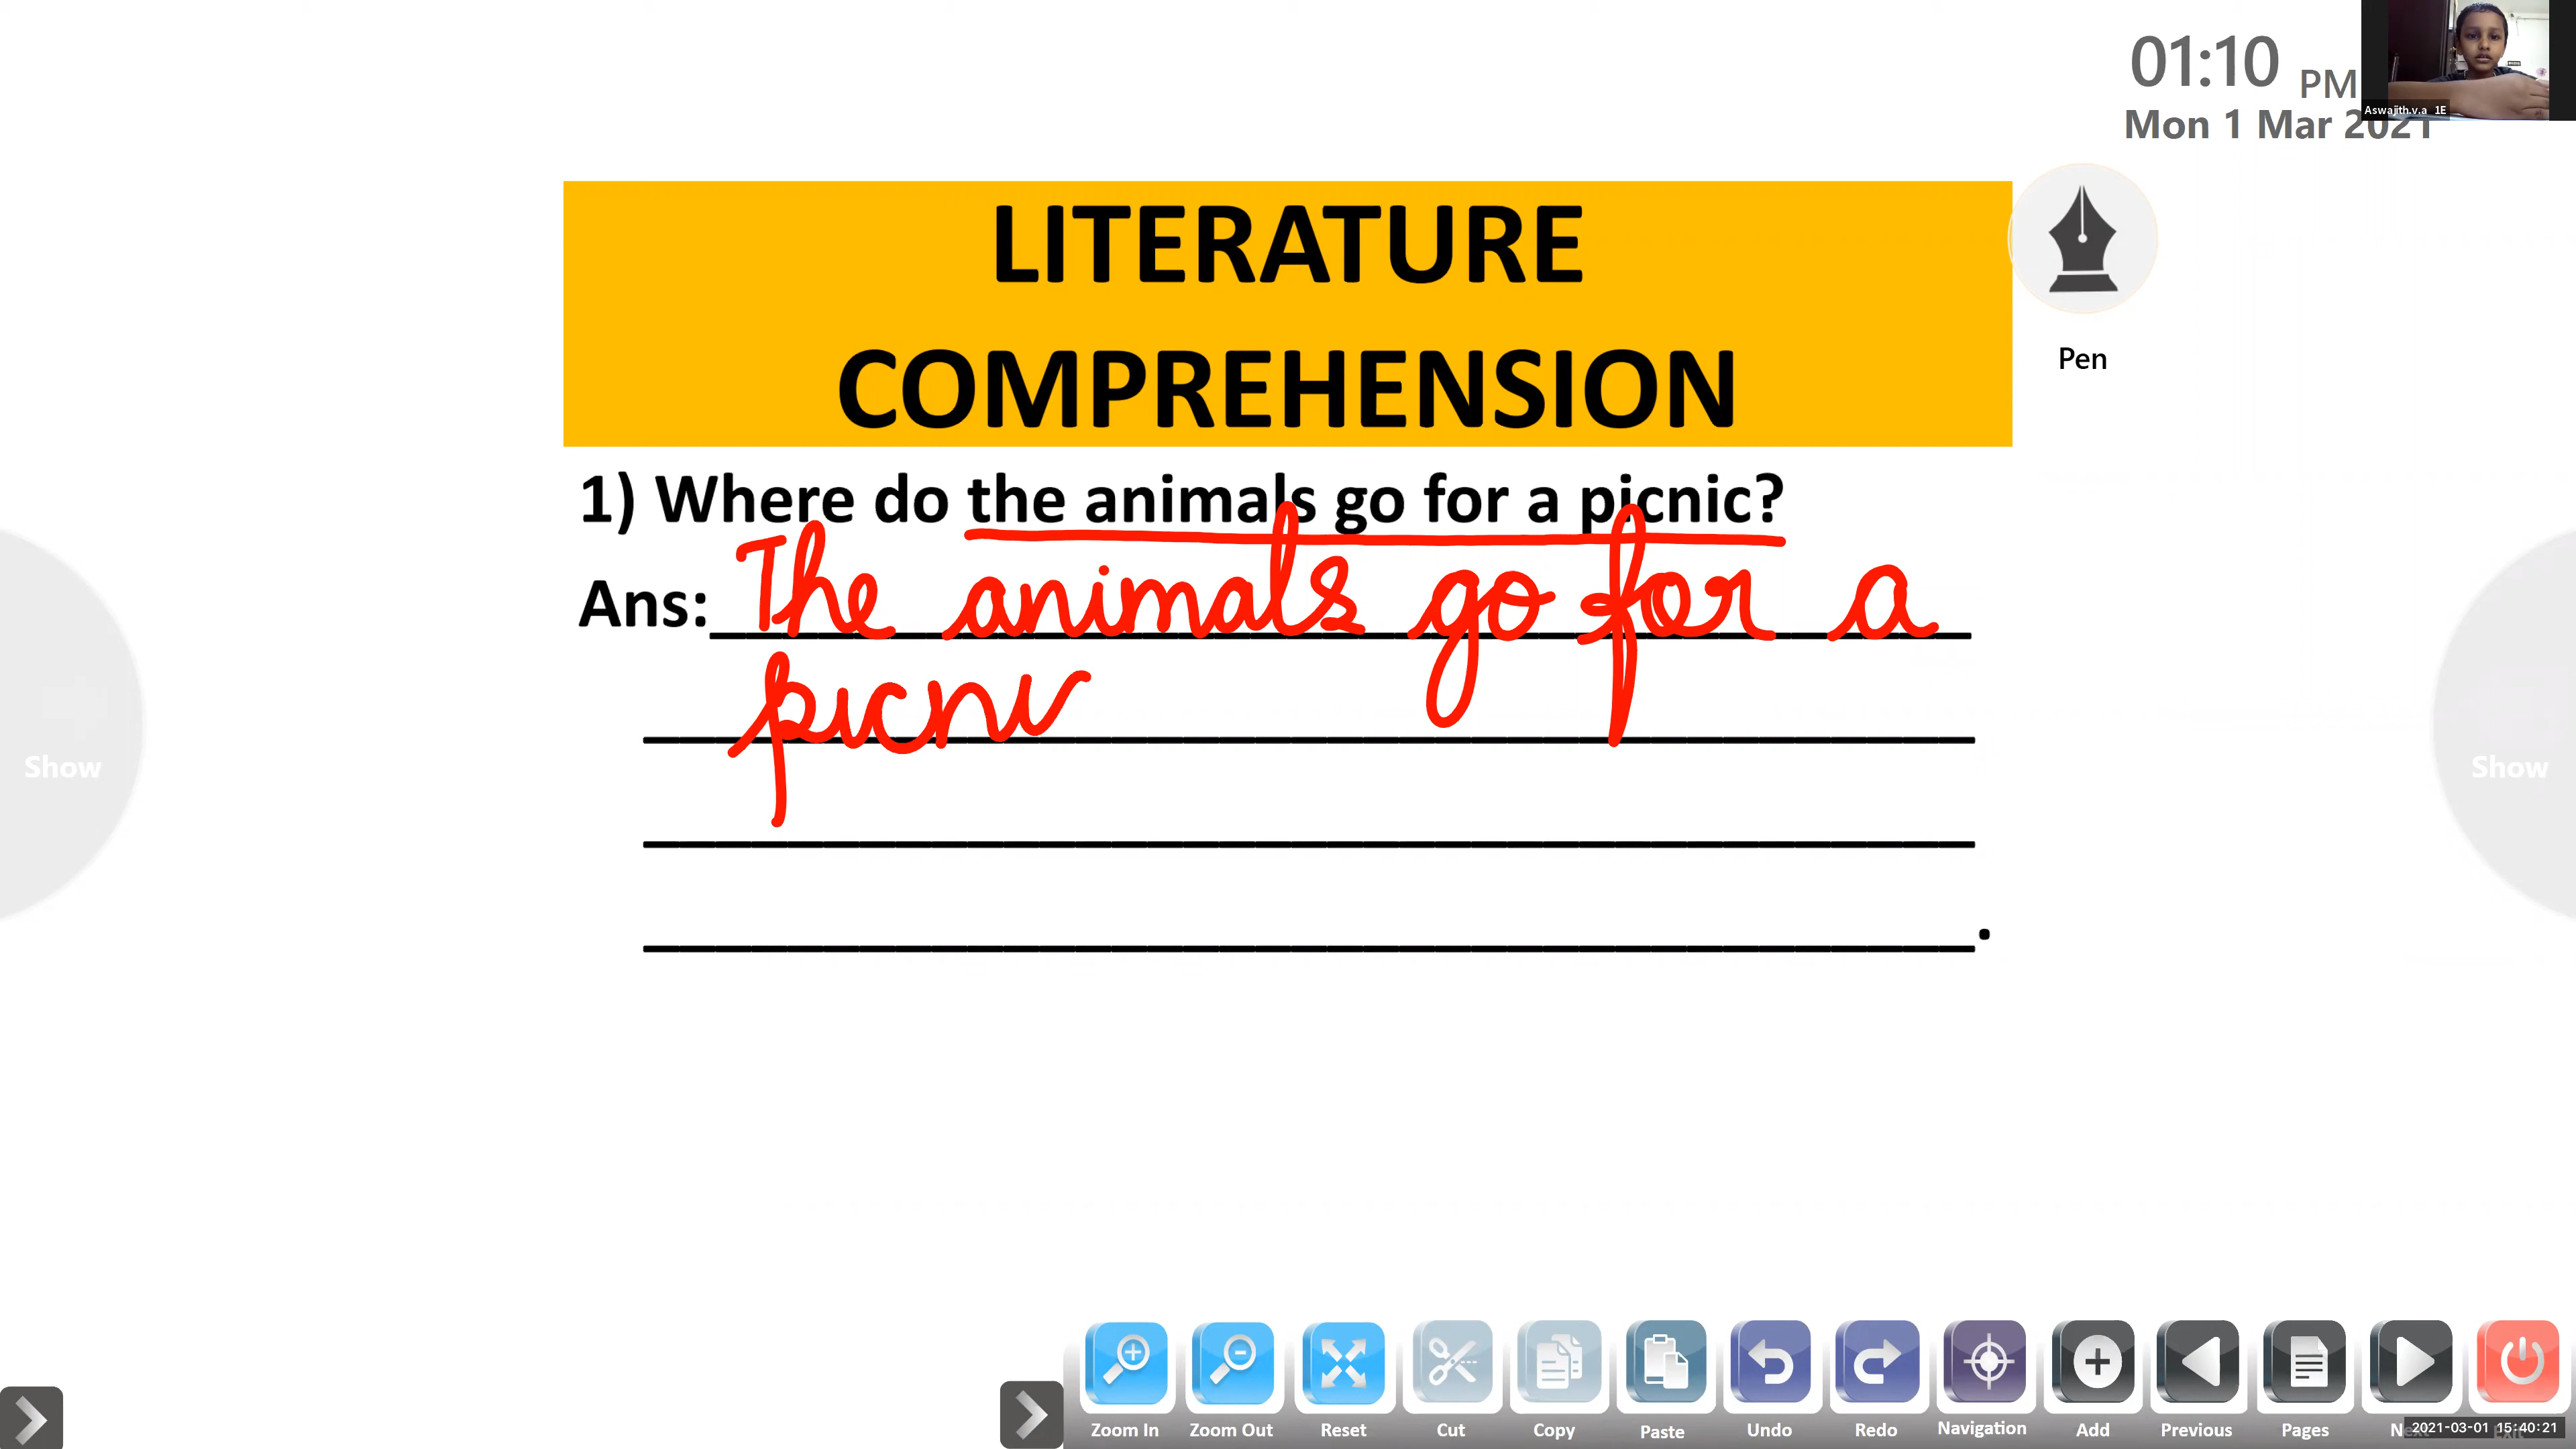 01:10 PM
Mon 1 Mar 2021
Aswajith.v.a 1E
LITERATURE
COMPREHENSION
Pen
1) Where do the animals go for a picnic?
Ans: The animals go for a
picni
Show
Show
Zoom In Zoom Out Reset Cut Copy Paste Undo Redo Navigation Add Previous Pages
2021-03-01 15:40:21